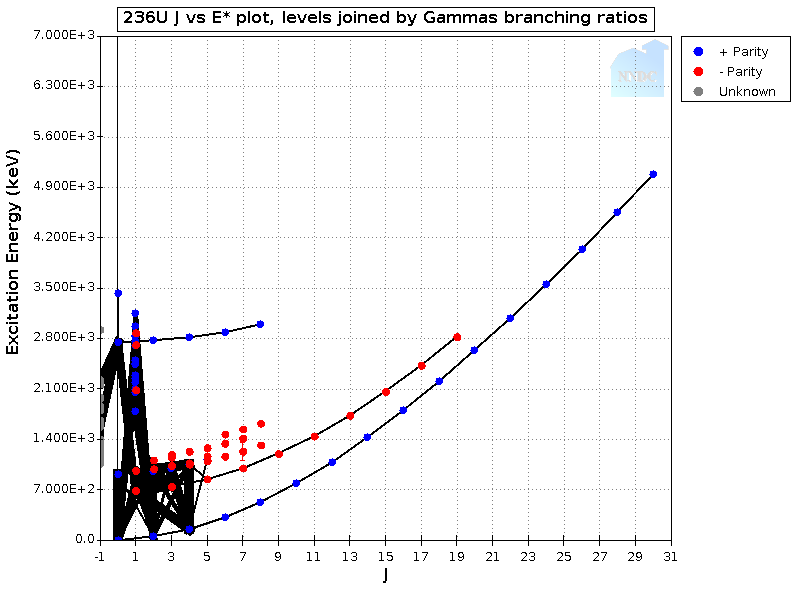 236U J vs E* plot, levels joined by Gammas branching ratios
+ Parity
- Parity
Unknown
NNDC
Excitation Energy (keV)
7.000E+3
6.300E+3
5.600E+3
4.900E+3
4.200E+3
3.500E+3
2.800E+3
2.100E+3
1.400E+3
7.000E+2
0.0
-1 1 3 5 7 9 11 13 15 17 19 21 23 25 27 29 31
J